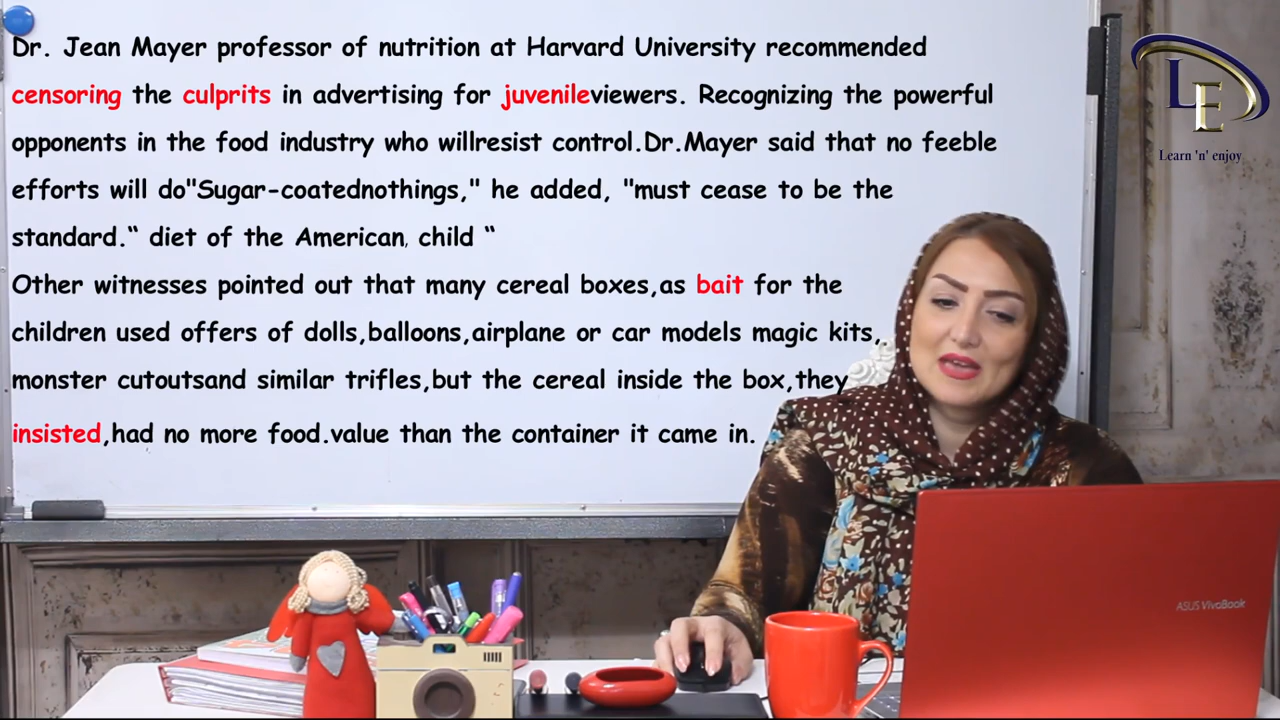 Dr. Jean Mayer professor of nutrition at Harvard University recommended
censoring the culprits in advertising for juvenileviewers. Recognizing the powerful
opponents in the food industry who willresist control.Dr.Mayer said that no feeble
efforts will do"Sugar-coatednothings," he added, "must cease to be the
standard.“ diet of the American, child “
Other witnesses pointed out that many cereal boxes,as bait for the
children used offers of dolls,balloons,airplane or car models magic kits,
monster cutoutsand similar trifles,but the cereal inside the box,they
insisted,had no more food.value than the container it came in.
LE
Learn 'n' enjoy
ASUS VivoBook